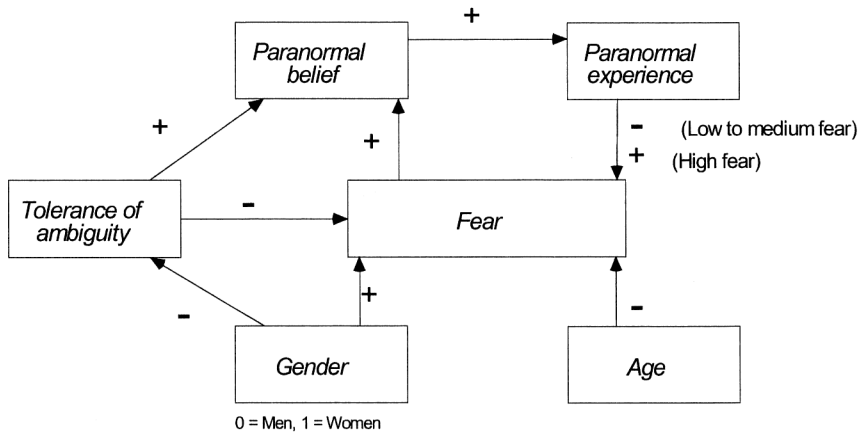 +
Paranormal
belief
Paranormal
experience
- (Low to medium fear)
+ (High fear)
+
+
Tolerance of
ambiguity
-
Fear
-
+
-
Gender
Age
0 = Men, 1 = Women